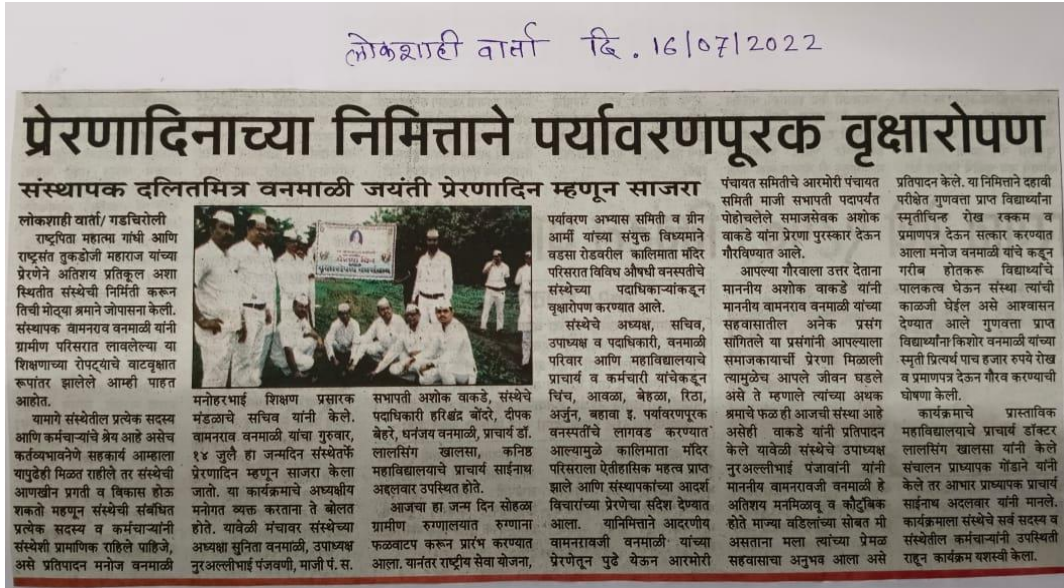 लोकशाही वार्ता दि. 16/07/2022
प्रेरणादिनाच्या निमित्ताने पर्यावरणपूरक वृक्षारोपण
संस्थापक दलितमित्र वनमाळी जयंती प्रेरणादिन म्हणून साजरा
लोकशाही वार्ता/ गडचिरोली
राष्ट्रपिता महात्मा गांधी आणि
राष्ट्रसंत तुकडोजी महाराज यांच्या
प्रेरणेने अतिशय प्रतिकूल अशा
स्थितीत संस्थेची निर्मिती करून
तिची मोठ्या श्रमाने जोपासना केली.
संस्थापक वामनराव वनमाळी यांनी
ग्रामीण परिसरात लावलेल्या या
शिक्षणाच्या रोपट्याचे वाटवृक्षात
रूपांतर झालेले आम्ही पाहत
आहोत.
यामागे संस्थेतील प्रत्येक सदस्य
आणि कर्मचाऱ्यांचे श्रेय आहे असेच
कर्तव्यभावनेणे सहकार्य आम्हाला
यापुढेही मिळत राहीले तर संस्थेची
आणखीन प्रगती व विकास होऊ
शकतो म्हणून संस्थेची संबंधित
प्रत्येक सदस्य व कर्मचाऱ्यांनी
संस्थेशी प्रामाणिक राहिले पाहिजे,
असे प्रतिपादन मनोज वनमाळी
प्रेरणा दिन
मनोहरभाई शिक्षण प्रसारक
मंडळाचे सचिव यांनी केले.
वामनराव वनमाळी यांचा गुरुवार,
१४ जुलै हा जन्मदिन संस्थेतर्फे
प्रेरणादिन म्हणून साजरा केला
जातो. या कार्यक्रमाचे अध्यक्षीय
मनोगत व्यक्त करताना ते बोलत
होते. यावेळी मंचावर संस्थेच्या
अध्यक्षा सुनिता वनमाळी, उपाध्यक्ष
नुरअल्लीभाई पंजवणी, माजी पं. स.
सभापती अशोक वाकडे, संस्थेचे
पदाधिकारी हरिश्चंद्र बोंदरे, दीपक
बेहरे, धनंजय वनमाळी, प्राचार्य डॉ.
लालसिंग खालसा, कनिष्ठ
महाविद्यालयाचे प्राचार्य साईनाथ
अद्दलवार उपस्थित होते.
आजचा हा जन्म दिन सोहळा
ग्रामीण रुग्णालयात रुग्णाना
फळवाटप करून प्रारंभ करण्यात
आला. यानंतर राष्ट्रीय सेवा योजना,
पर्यावरण अभ्यास समिती व ग्रीन
आर्मी यांच्या संयुक्त विध्यमाने
वडसा रोडवरील कालिमाता मंदिर
परिसरात विविध औषधी वनस्पतीचे
संस्थेच्या पदाधिकाऱ्यांकडून
वृक्षारोपण करण्यात आले.
संस्थेचे अध्यक्ष, सचिव,
उपाध्यक्ष व पदाधिकारी, वनमाळी
परिवार आणि महाविद्यालयाचे
प्राचार्य व कर्मचारी यांचेकडून
चिंच, आवळा, बेहळा, रिठा,
अर्जुन, बहावा इ. पर्यावरणपूरक
वनस्पतींचे लागवड करण्यात
आल्यामुळे कालिमाता मंदिर
परिसराला ऐतीहासिक महत्व प्राप्त
झाले आणि संस्थापकांच्या आदर्श
विचारांच्या प्रेरणेचा संदेश देण्यात
आला. यानिमित्ताने आदरणीय
वामनरावजी वनमाळी यांच्या
प्रेरणेतून पुढे येऊन आरमोरी
पंचायत समितीचे आरमोरी पंचायत
समिती माजी सभापती पदापर्यंत
पोहोचलेले समाजसेवक अशोक
वाकडे यांना प्रेरणा पुरस्कार देऊन
गौरविण्यात आले.
आपल्या गौरवाला उत्तर देताना
माननीय अशोक वाकडे यांनी
माननीय वामनराव वनमाळी यांच्या
सहवासातील अनेक प्रसंग
सांगितले या प्रसंगांनी आपल्याला
समाजकायार्ची प्रेरणा मिळाली
त्यामुळेच आपले जीवन घडले
असे ते म्हणाले त्यांच्या अथक
श्रमाचे फळ ही आजची संस्था आहे
असेही वाकडे यांनी प्रतिपादन
केले यावेळी संस्थेचे उपाध्यक्ष
नुरअल्लीभाई पंजावांनी यांनी
माननीय वामनरावजी वनमाळी हे
अतिशय मनमिळावू व कौटुबिक
होते माज्या वडिलांच्या सोबत मी
असताना मला त्यांच्या प्रेमळ
सहवासाचा अनुभव आला असे
प्रतिपादन केले. या निमित्ताने दहावी
परीक्षेत गुणवत्ता प्राप्त विद्यार्थ्यांना
स्मृतीचिन्ह रोख रक्कम व
प्रमाणपत्र देऊन सत्कार करण्यात
आला मनोज वनमाळी यांचे कडून
गरीब होतकरू विद्यार्थ्यांचे
पालकत्व घेऊन संस्था त्यांची
काळजी घेईल असे आश्वासन
देण्यात आले गुणवत्ता प्राप्त
विद्यार्थ्यांना किशोर वनमाळी यांच्या
स्मृती प्रित्यर्थ पाच हजार रुपये रोख
व प्रमाणपत्र देऊन गौरव करण्याची
घोषणा केली.
कार्यक्रमाचे प्रास्ताविक
महाविद्यालयाचे प्राचार्य डॉक्टर
लालसिंग खालसा यांनी केले
संचालन प्राध्यापक गोंडाने यांनी
केले तर आभार प्राध्यापक प्राचार्य
साईनाथ अदलवार यांनी मानले.
कार्यक्रमाला संस्थेचे सर्व सदस्य व
संस्थेतील कर्मचाऱ्यांनी उपस्थिती
राहून कार्यक्रम यशस्वी केला.